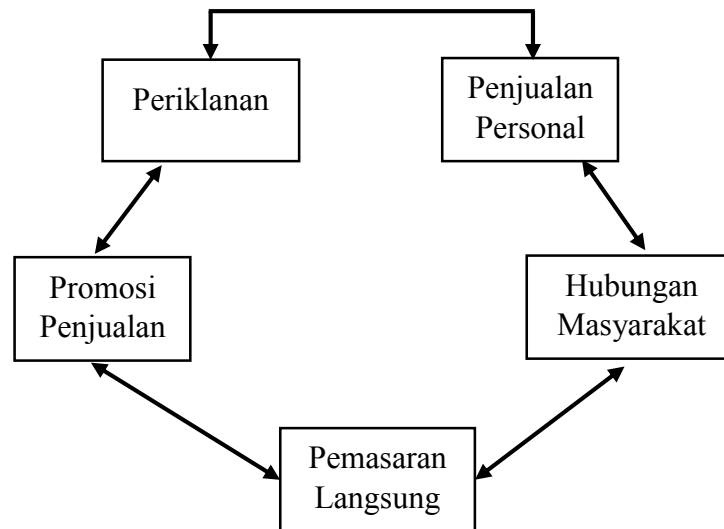 Periklanan
Penjualan
Personal
Promosi
Penjualan
Hubungan
Masyarakat
Pemasaran
Langsung